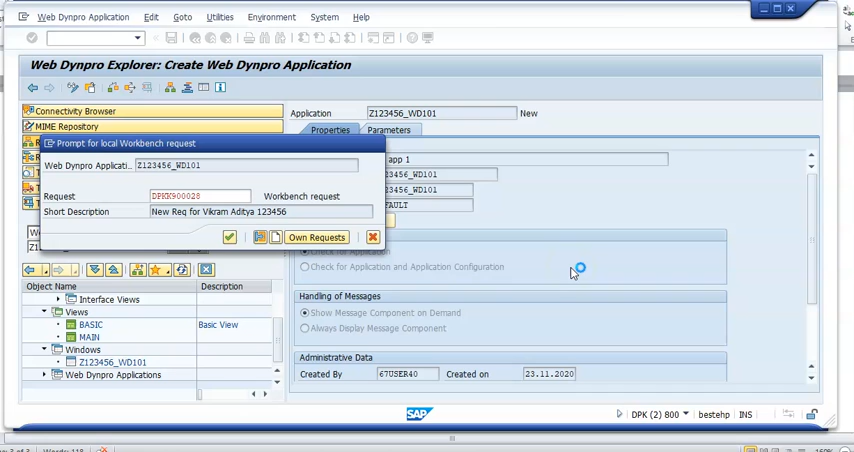 Web Dynpro Application Edit Goto Utilities Environment System Help
Web Dynpro Explorer: Create Web Dynpro Application
Connectivity Browser
MIME Repository
Application Z123456_WD101 New
Properties Parameters
app 1
23456_WD101
23456_WD101
FAULT
Prompt for local Workbench request
Web Dynpro Applicati.. Z123456_WD101
Request DPKK900028 Workbench request
Short Description New Req for Vikram Aditya 123456
Own Requests
Check for Application
Check for Application and Application Configuration
Handling of Messages
Show Message Component on Demand
Always Display Message Component
Administrative Data
Created By 67USER40 Created on 23.11.2020
Object Name Description
Interface Views
Views
BASIC Basic View
MAIN
Windows
Z123456_WD101
Web Dynpro Applications
SAP
DPK (2) 800 bestehp INS